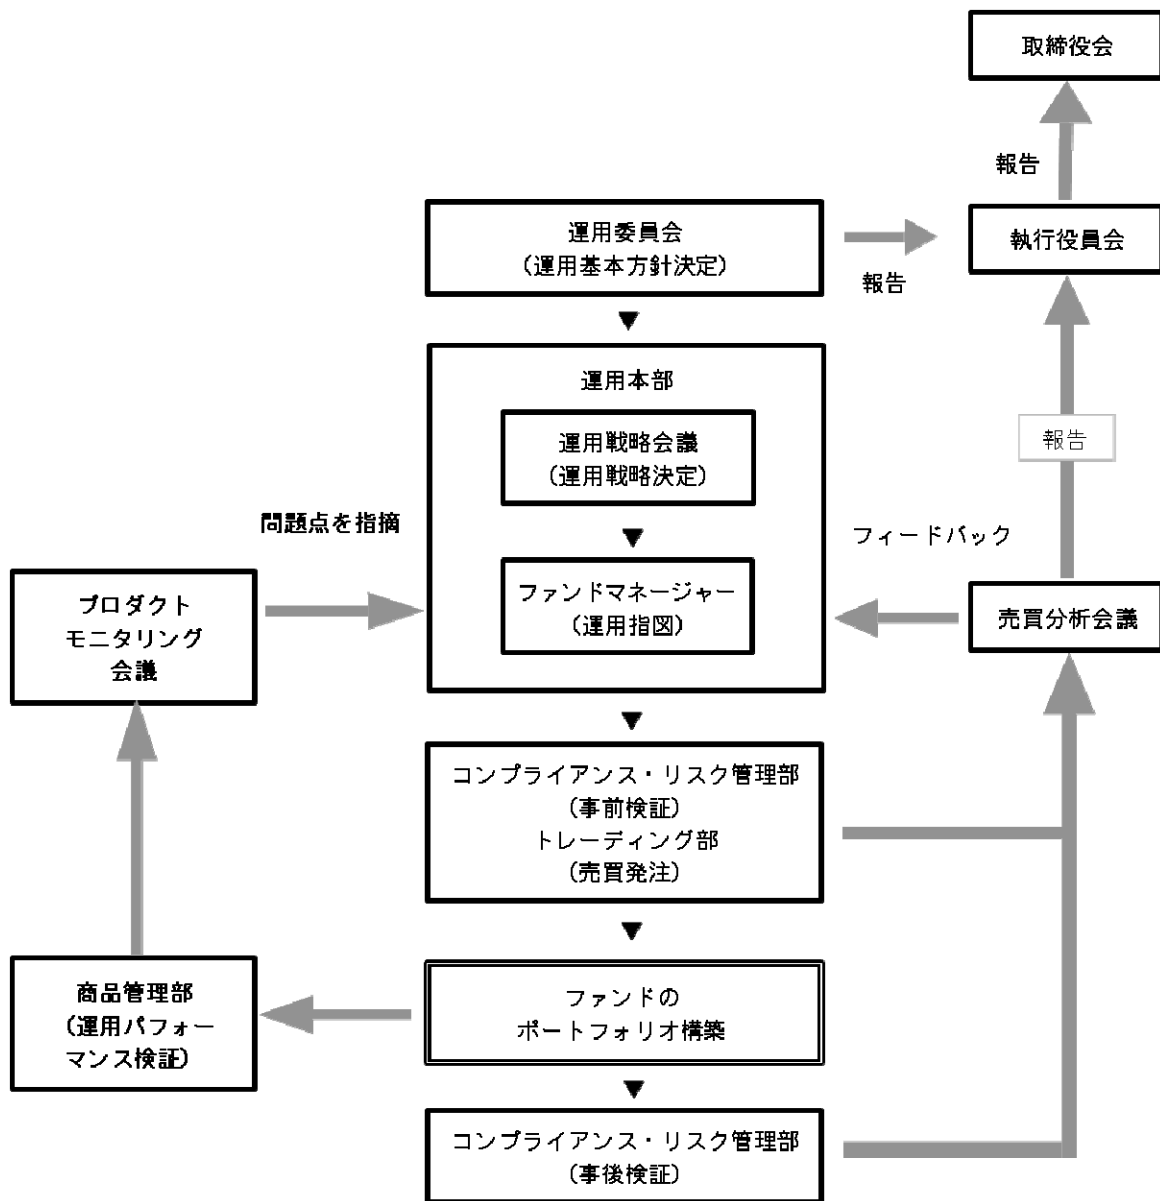 取締役会
報告
運用委員会
(運用基本方針決定)
報告
執行役員会
運用本部
運用戦略会議
(運用戦略決定)
報告
問題点を指摘
フィードバック
ファンドマネージャー
(運用指図)
プロダクト
モニタリング
会議
売買分析会議
コンプライアンス・リスク管理部
(事前検証)
トレーディング部
(売買発注)
商品管理部
(運用パフォー
マンス検証)
ファンドの
ポートフォリオ構築
コンプライアンス・リスク管理部
(事後検証)